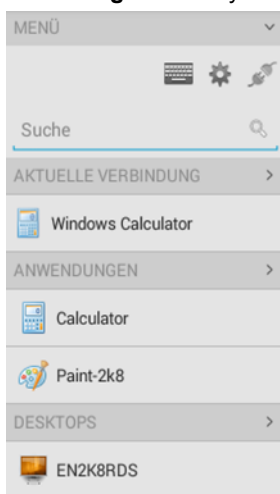 MENÜ
Suche
AKTUELLE VERBINDUNG
Windows Calculator
ANWENDUNGEN
Calculator
Paint-2k8
DESKTOPS
EN2K8RDS